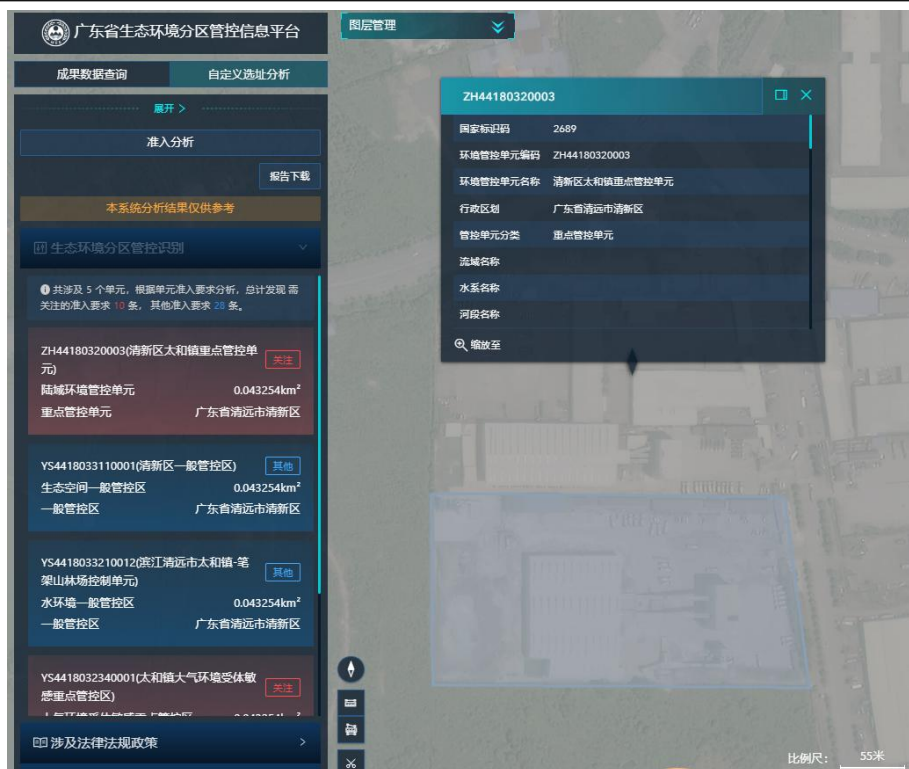 广东省生态环境分区管控信息平台
成果数据查询
自定义选址分析
展开 >
准入分析
报告下载
本系统分析结果仅供参考
生态环境分区管控识别
共涉及 5 个单元，根据单元准入要求分析，总计发现 需
关注的准入要求 10 条，其他准入要求 28 条。
ZH44180320003(清新区太和镇重点管控单
元)
关注
陆域环境管控单元 0.043254km²
重点管控单元 广东省清远市清新区
YS4418033110001(清新区一般管控区)
其他
生态空间一般管控区 0.043254km²
一般管控区 广东省清远市清新区
YS4418033210012(滨江清远市太和镇-笔
架山林场控制单元)
其他
水环境一般管控区 0.043254km²
一般管控区 广东省清远市清新区
YS4418032340001(太和镇大气环境受体敏
感重点管控区)
关注
涉及法律法规政策
图层管理
ZH44180320003
国家标识码 2689
环境管控单元编码 ZH44180320003
环境管控单元名称 清新区太和镇重点管控单元
行政区划 广东省清远市清新区
管控单元分类 重点管控单元
流域名称
水系名称
河段名称
缩放至
比例尺： 55米